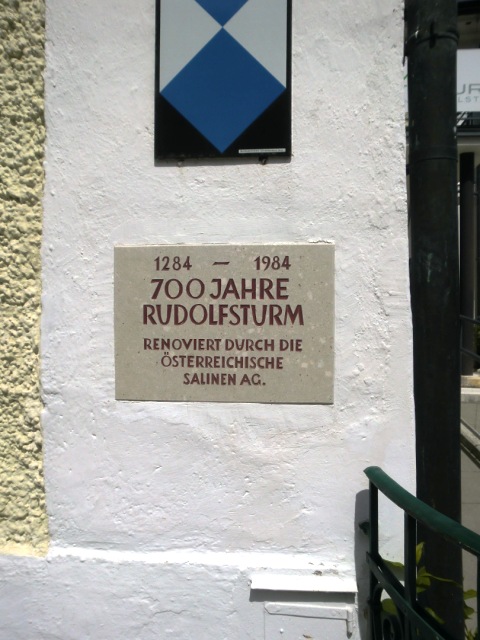 1284 — 1984
700 JAHRE
RUDOLFSTURM
RENOVIERT DURCH DIE
ÖSTERREICHISCHE
SALINEN AG.